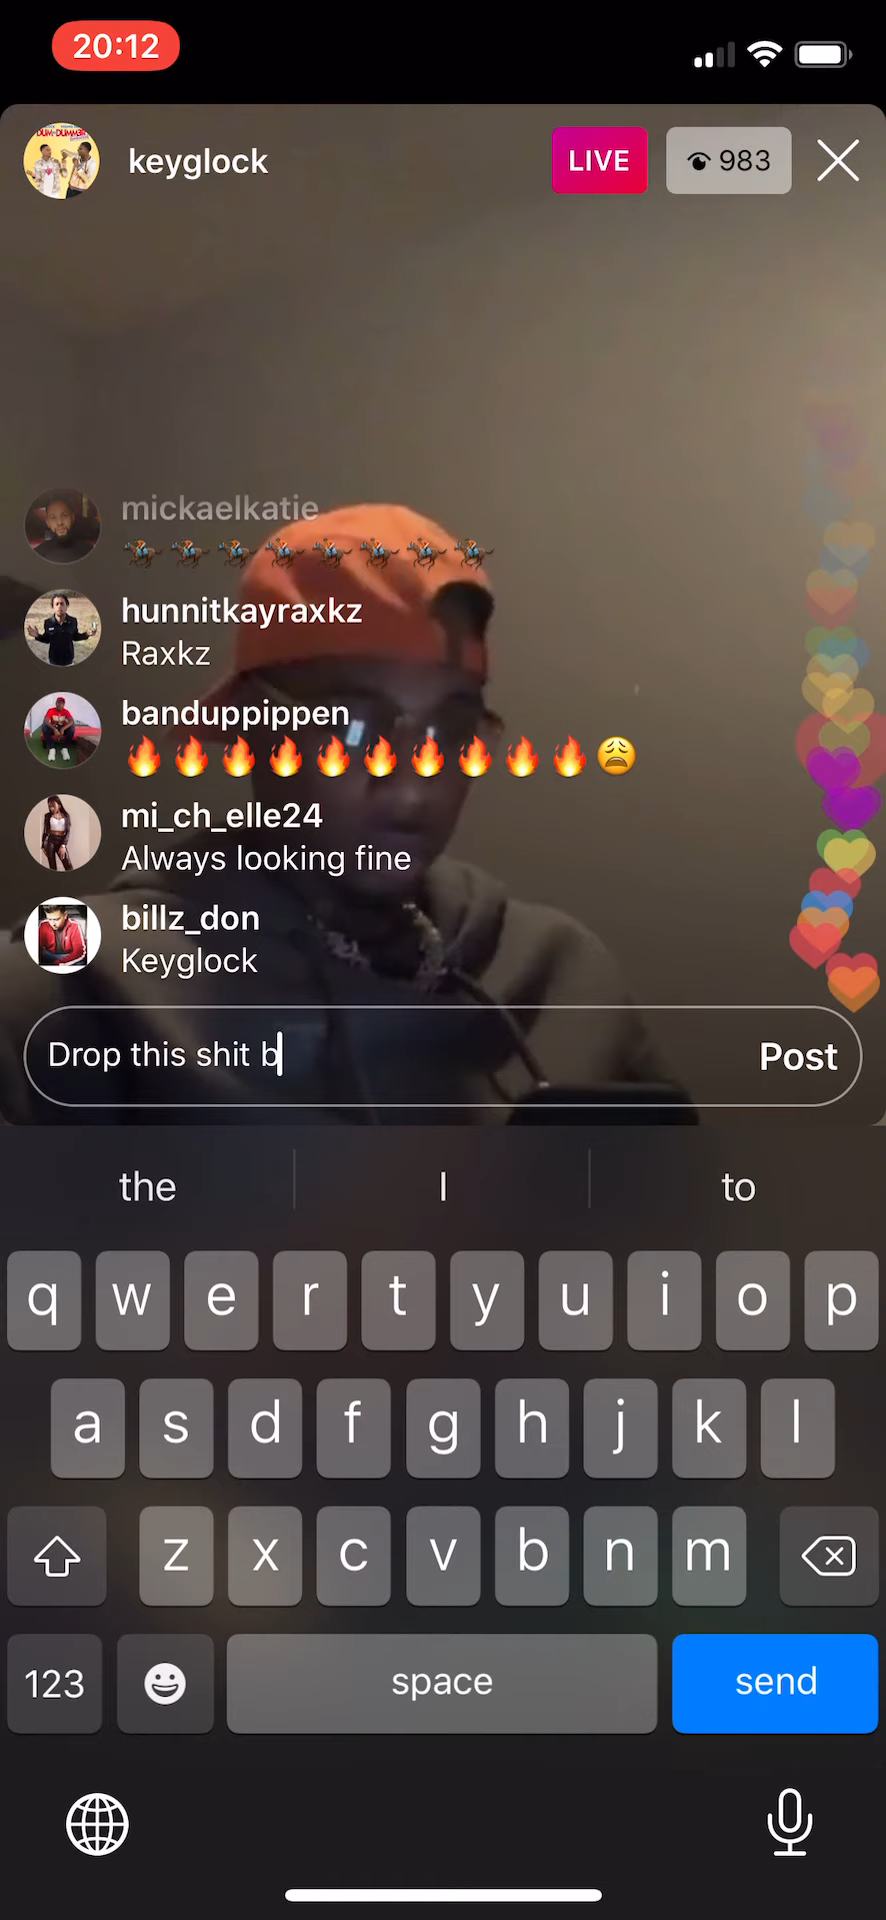 20:12
keyglock
LIVE
983
mickaelkatie
🏇🏇🏇🏇🏇🏇🏇🏇
hunnitkayraxkz
Raxkz
banduppippen
🔥🔥🔥🔥🔥🔥🔥🔥🔥🔥😩
mi_ch_elle24
Always looking fine
billz_don
Keyglock
Drop this shit b
Post
the I to
q w e r t y u i o p
a s d f g h j k l
z x c v b n m
123 space send